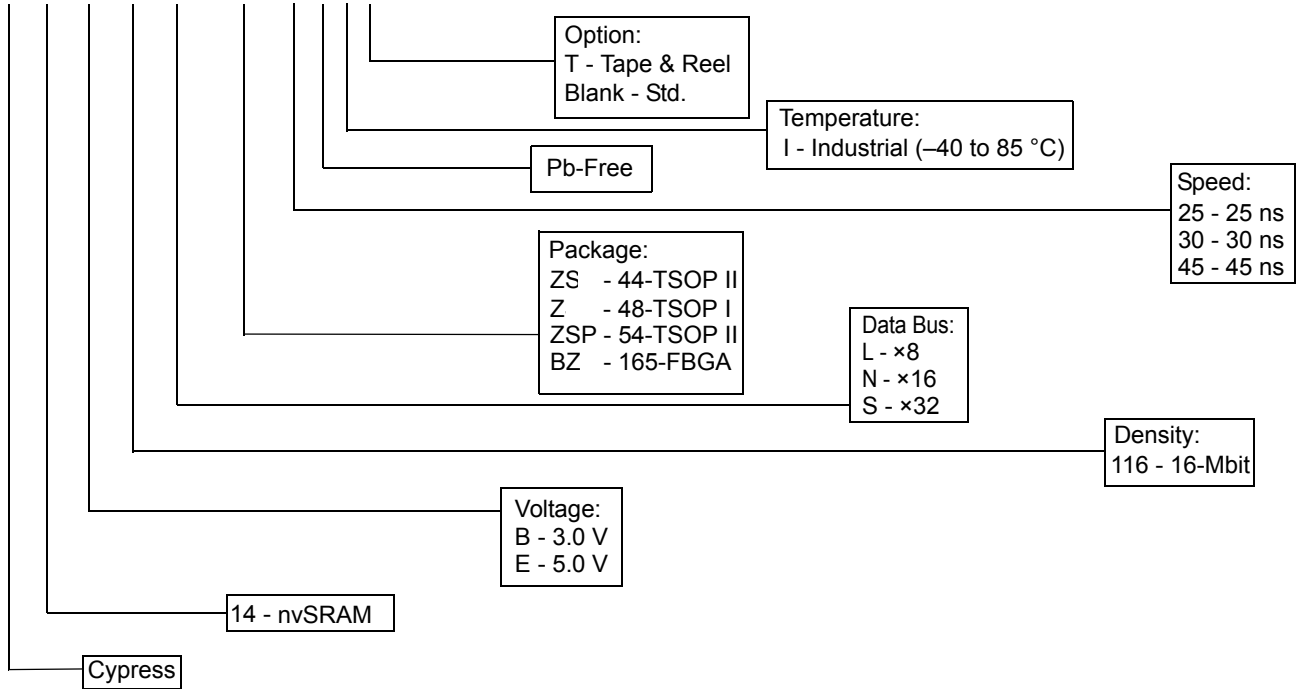 Option:
T - Tape & Reel
Blank - Std.
Temperature:
I - Industrial (–40 to 85 °C)
Pb-Free
Speed:
25 - 25 ns
30 - 30 ns
45 - 45 ns
Package:
ZS - 44-TSOP II
Z - 48-TSOP I
ZSP - 54-TSOP II
BZ - 165-FBGA
Data Bus:
L - ×8
N - ×16
S - ×32
Density:
116 - 16-Mbit
Voltage:
B - 3.0 V
E - 5.0 V
14 - nvSRAM
Cypress